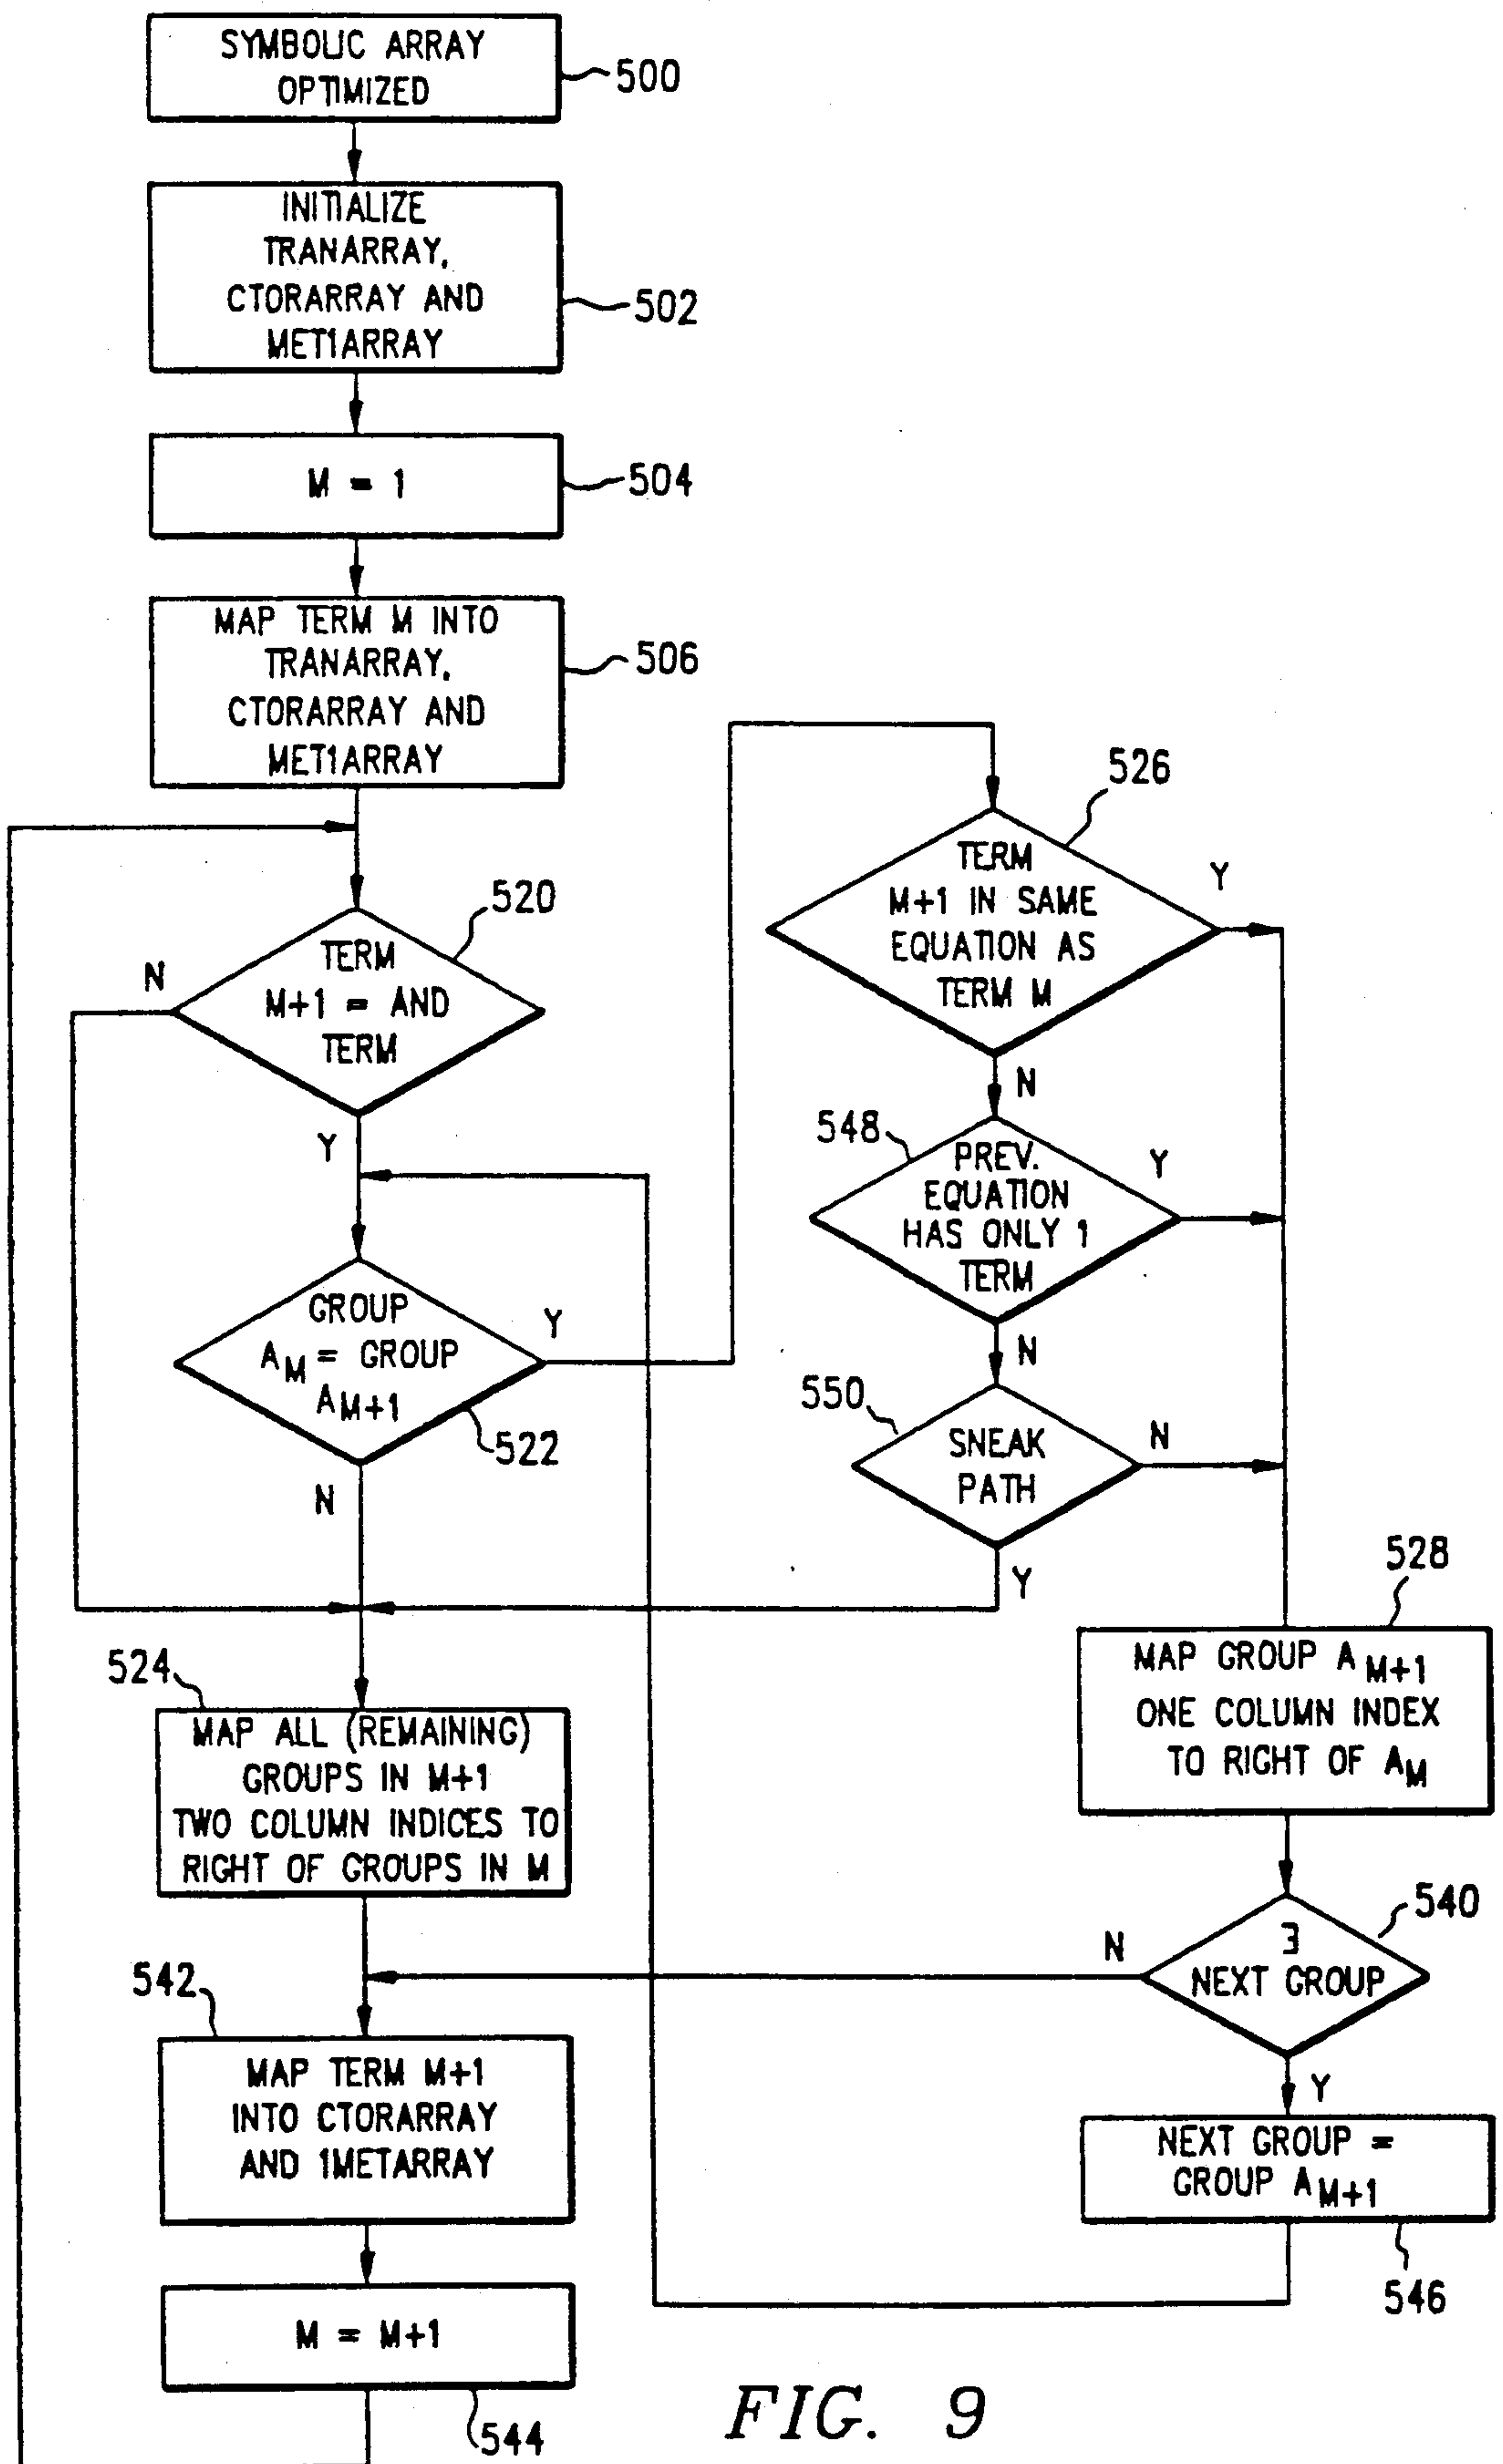 SYMBOLIC ARRAY
OPTIMIZED
500
INITIALIZE
TRANARRAY,
CTORARRAY AND
MET1ARRAY
502
M = 1
504
MAP TERM M INTO
TRANARRAY,
CTORARRAY AND
MET1ARRAY
506
TERM
M+1 = AND
TERM
520
N
Y
GROUP
A_M = GROUP
A_M+1
522
Y
N
TERM
M+1 IN SAME
EQUATION AS
TERM M
526
Y
N
PREV.
EQUATION
HAS ONLY 1
TERM
548
Y
N
SNEAK
PATH
550
N
Y
528
MAP GROUP A_M+1
ONE COLUMN INDEX
TO RIGHT OF A_M
524
MAP ALL (REMAINING)
GROUPS IN M+1
TWO COLUMN INDICES TO
RIGHT OF GROUPS IN M
∃
NEXT GROUP
540
N
Y
542
MAP TERM M+1
INTO CTORARRAY
AND 1METARRAY
NEXT GROUP =
GROUP A_M+1
546
M = M+1
544
FIG. 9